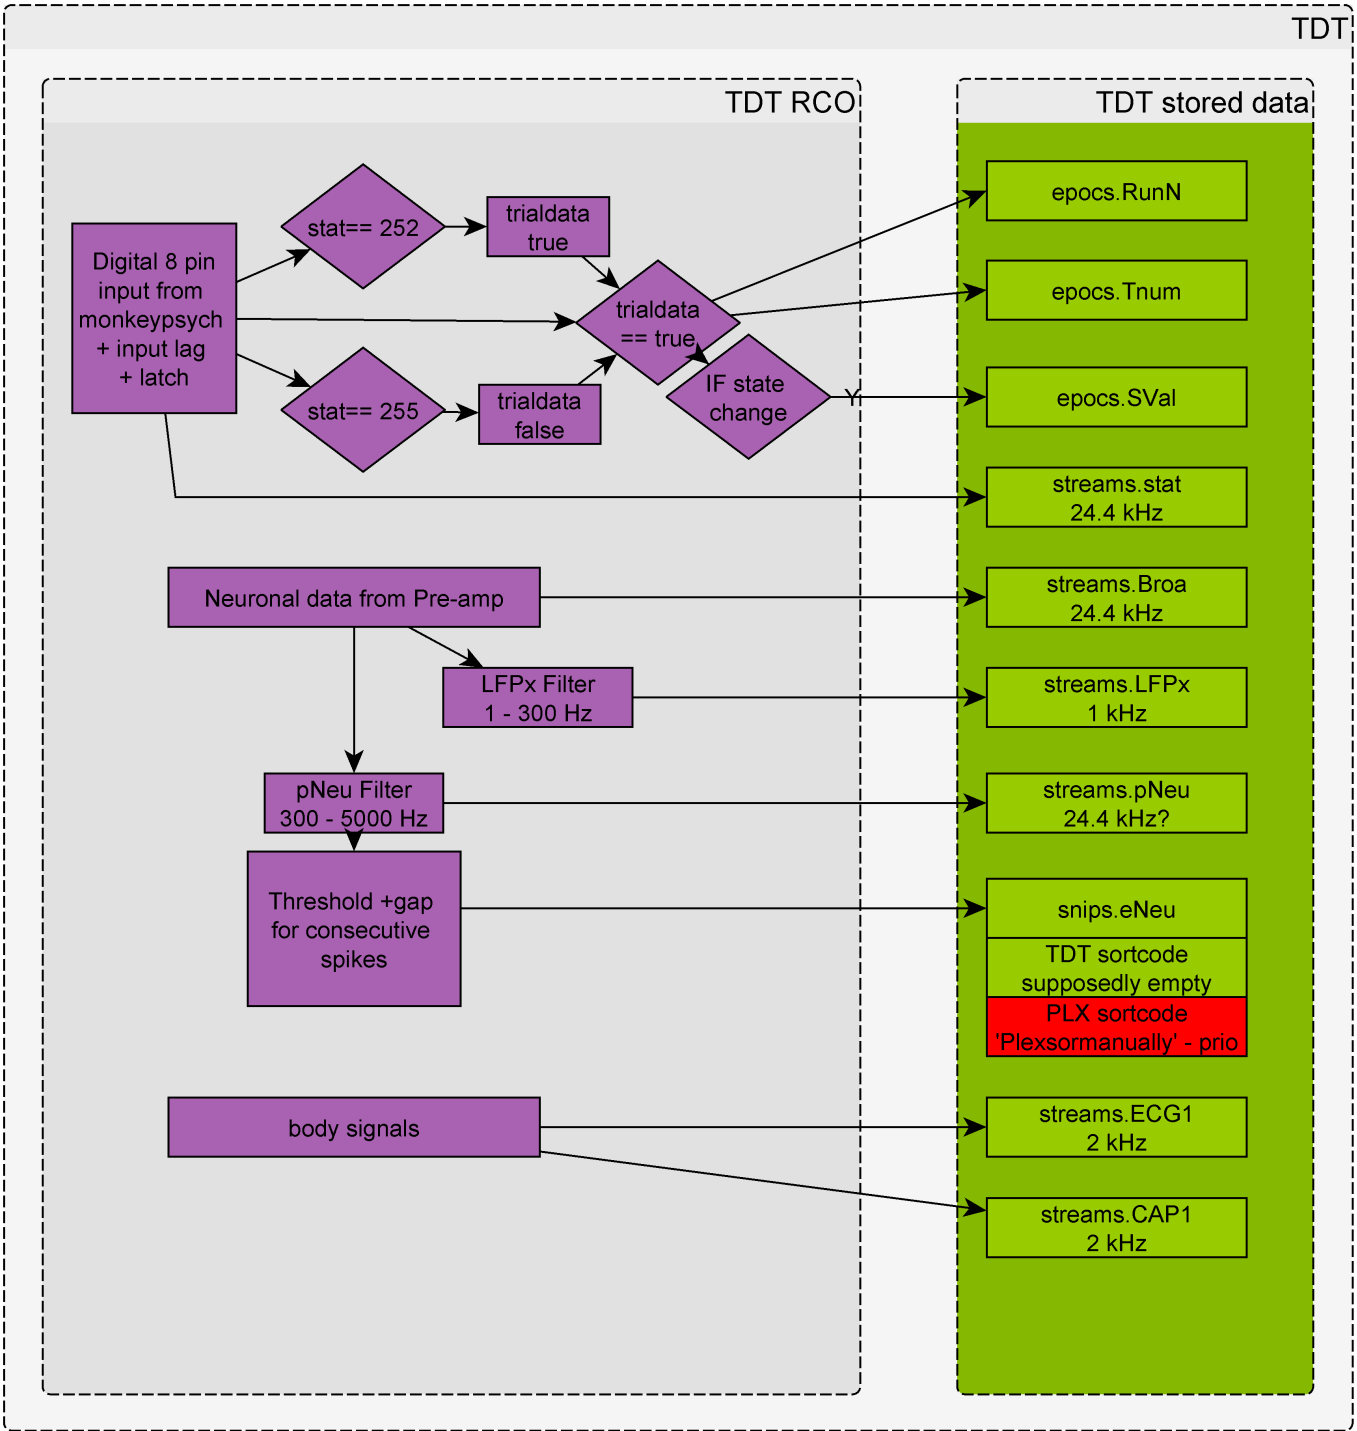 TDT
TDT RCO
Digital 8 pin
input from
monkeypsych
+ input lag
+ latch
stat== 252
trialdata
true
stat== 255
trialdata
false
trialdata
== true
IF state
change
Y
Neuronal data from Pre-amp
LFPx Filter
1 - 300 Hz
pNeu Filter
300 - 5000 Hz
Threshold +gap
for consecutive
spikes
body signals
TDT stored data
epocs.RunN
epocs.Tnum
epocs.SVal
streams.stat
24.4 kHz
streams.Broa
24.4 kHz
streams.LFPx
1 kHz
streams.pNeu
24.4 kHz?
snips.eNeu
TDT sortcode
supposedly empty
PLX sortcode
'Plexsormanually' - prio
streams.ECG1
2 kHz
streams.CAP1
2 kHz